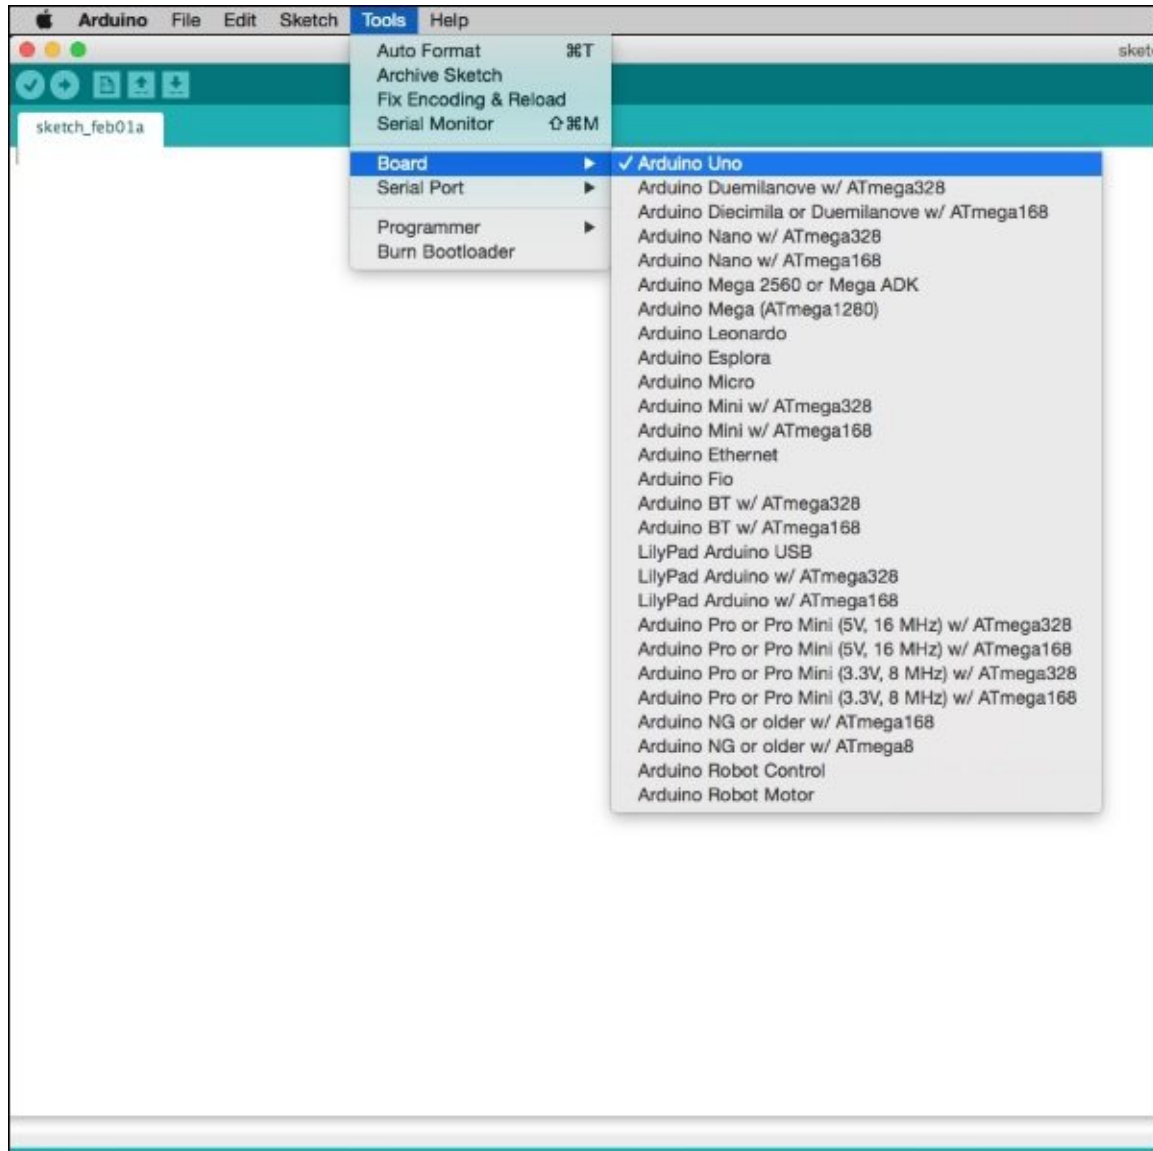 Arduino File Edit Sketch Tools Help
sket
Auto Format ⌘T
Archive Sketch
Fix Encoding & Reload
Serial Monitor ⇧⌘M
sketch_feb01a
Board
Serial Port
Programmer
Burn Bootloader
✓ Arduino Uno
Arduino Duemilanove w/ ATmega328
Arduino Diecimila or Duemilanove w/ ATmega168
Arduino Nano w/ ATmega328
Arduino Nano w/ ATmega168
Arduino Mega 2560 or Mega ADK
Arduino Mega (ATmega1280)
Arduino Leonardo
Arduino Esplora
Arduino Micro
Arduino Mini w/ ATmega328
Arduino Mini w/ ATmega168
Arduino Ethernet
Arduino Fio
Arduino BT w/ ATmega328
Arduino BT w/ ATmega168
LilyPad Arduino USB
LilyPad Arduino w/ ATmega328
LilyPad Arduino w/ ATmega168
Arduino Pro or Pro Mini (5V, 16 MHz) w/ ATmega328
Arduino Pro or Pro Mini (5V, 16 MHz) w/ ATmega168
Arduino Pro or Pro Mini (3.3V, 8 MHz) w/ ATmega328
Arduino Pro or Pro Mini (3.3V, 8 MHz) w/ ATmega168
Arduino NG or older w/ ATmega168
Arduino NG or older w/ ATmega8
Arduino Robot Control
Arduino Robot Motor